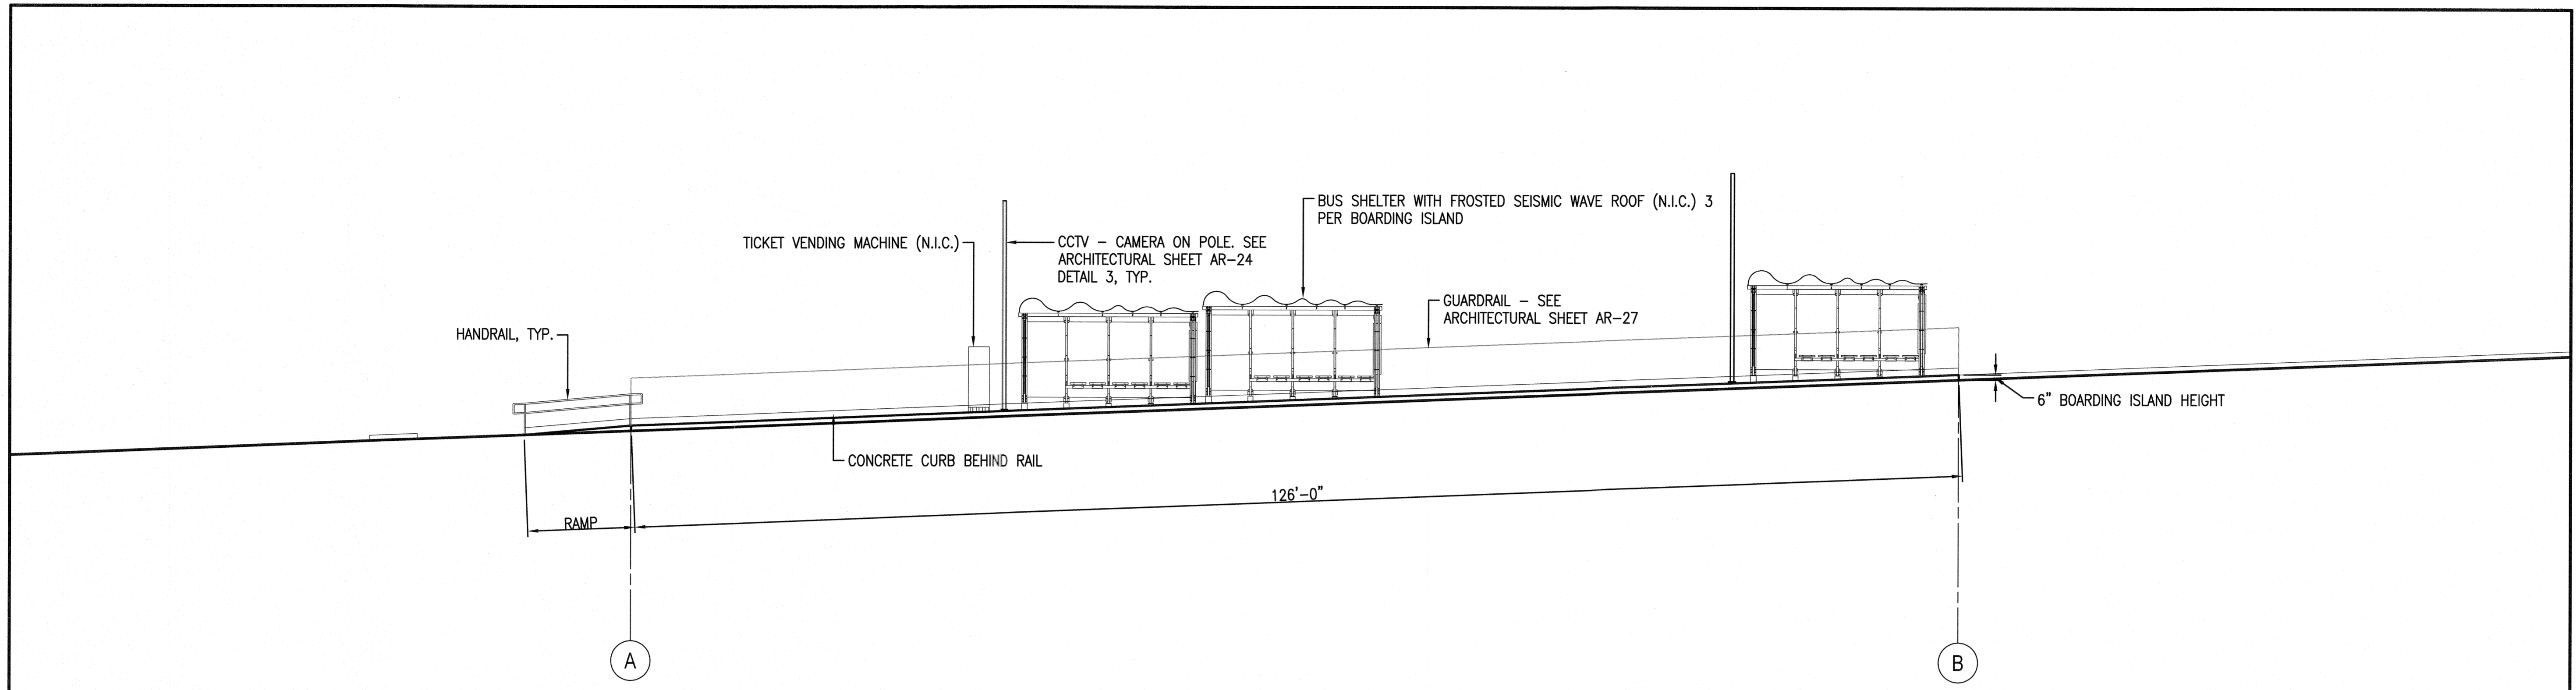 BUS SHELTER WITH FROSTED SEISMIC WAVE ROOF (N.I.C.) 3
PER BOARDING ISLAND
TICKET VENDING MACHINE (N.I.C.)
CCTV – CAMERA ON POLE. SEE
ARCHITECTURAL SHEET AR–24
DETAIL 3, TYP.
GUARDRAIL – SEE
ARCHITECTURAL SHEET AR–27
HANDRAIL, TYP.
6" BOARDING ISLAND HEIGHT
CONCRETE CURB BEHIND RAIL
126'–0"
RAMP
A
B